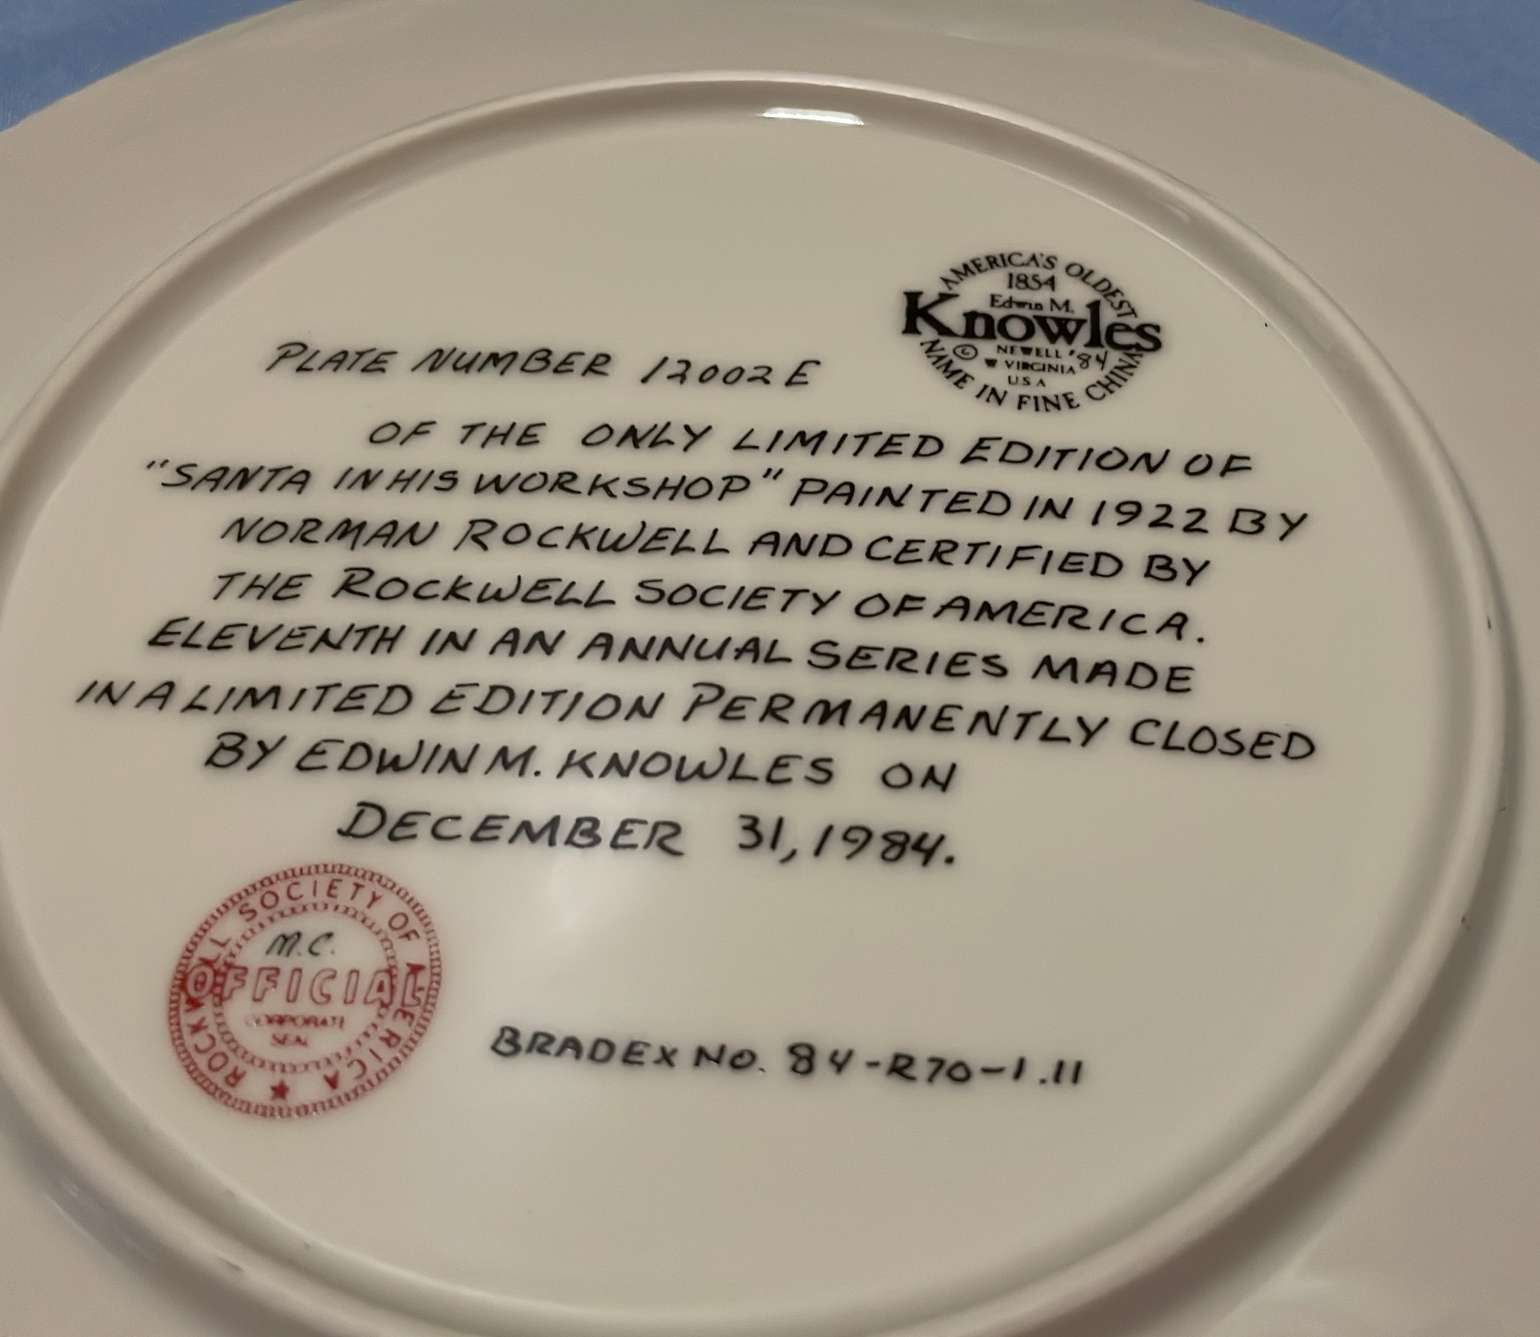 AMERICA'S OLDEST
1854
Edwin M.
Knowles
© NEWELL '84
W VIRGINIA
U.S.A
NAME IN FINE CHINA
PLATE NUMBER 12002E
OF THE ONLY LIMITED EDITION OF
"SANTA IN HIS WORKSHOP" PAINTED IN 1922 BY
NORMAN ROCKWELL AND CERTIFIED BY
THE ROCKWELL SOCIETY OF AMERICA.
ELEVENTH IN AN ANNUAL SERIES MADE
IN A LIMITED EDITION PERMANENTLY CLOSED
BY EDWIN M. KNOWLES ON
DECEMBER 31, 1984.
ROCKWELL SOCIETY OF AMERICA
M.C.
OFFICIAL
CORPORATE
SEAL
BRADEX NO. 84-R70-1.11